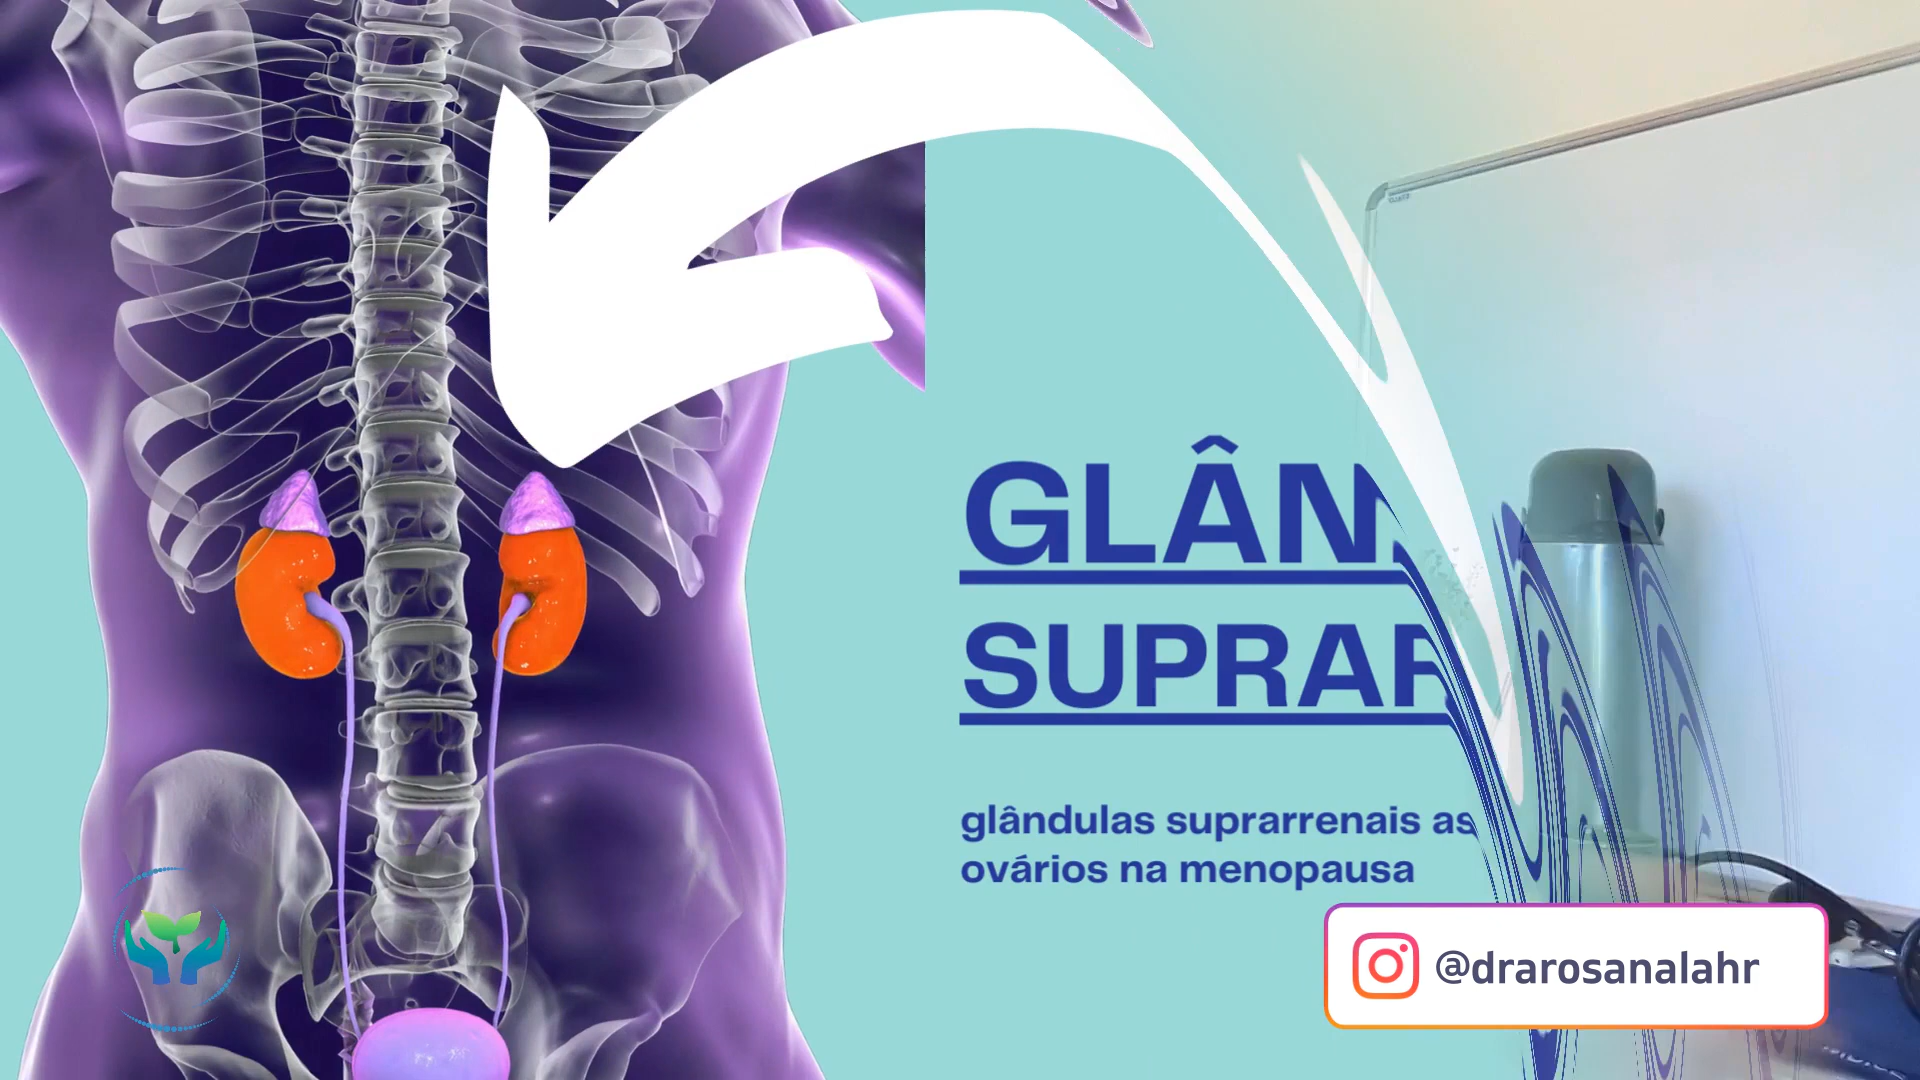 GLÂN
SUPRAR
glândulas suprarrenais as
ovários na menopausa
@drarosanalahr